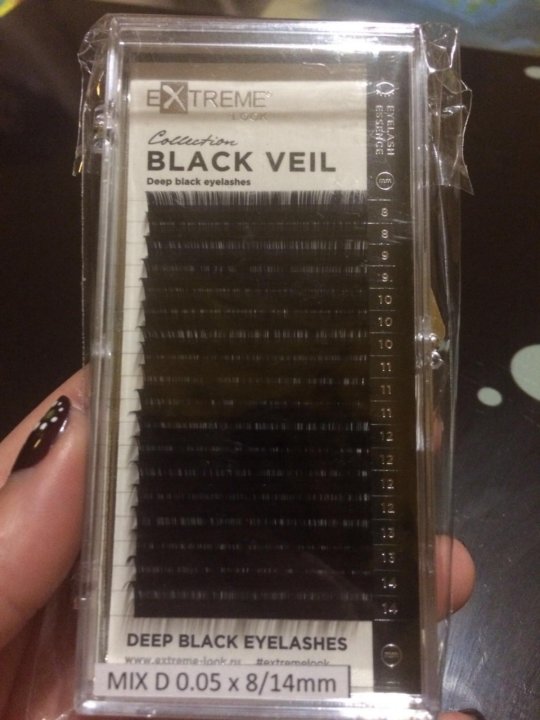 EXTREME
LOOK
Collection
BLACK VEIL
Deep black eyelashes
EYELASH
ESSENCE
8
8
9
9
10
10
10
11
11
11
12
12
12
12
13
13
14
14
DEEP BLACK EYELASHES
www.extreme-look.ru #extremelook
MIX D 0.05 x 8/14mm